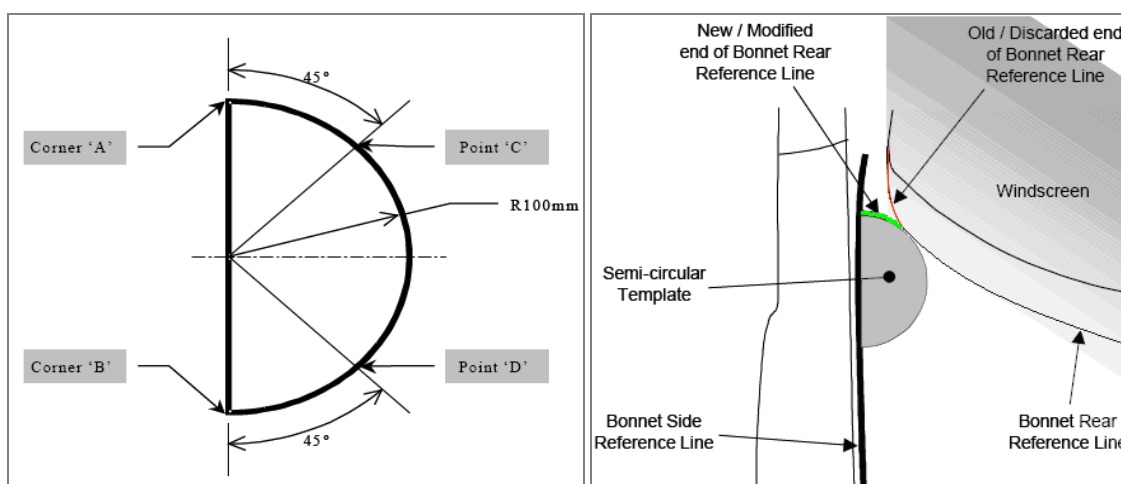 45°
Corner ‘A’
Point ‘C’
R100mm
Corner ‘B’
Point ‘D’
45°
New / Modified
end of Bonnet Rear
Reference Line
Old / Discarded end
of Bonnet Rear
Reference Line
Windscreen
Semi-circular
Template
Bonnet Side
Reference Line
Bonnet Rear
Reference Line